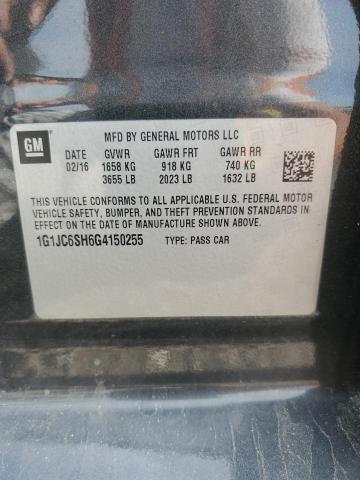 GM
MFD BY GENERAL MOTORS LLC
DATE GVWR GAWR FRT GAWR RR
02/16 1658 KG 918 KG 740 KG
3655 LB 2023 LB 1632 LB
THIS VEHICLE CONFORMS TO ALL APPLICABLE U.S. FEDERAL MOTOR
VEHICLE SAFETY, BUMPER, AND THEFT PREVENTION STANDARDS IN
EFFECT ON THE DATE OF MANUFACTURE SHOWN ABOVE.
1G1JC6SH6G4150255 TYPE: PASS CAR